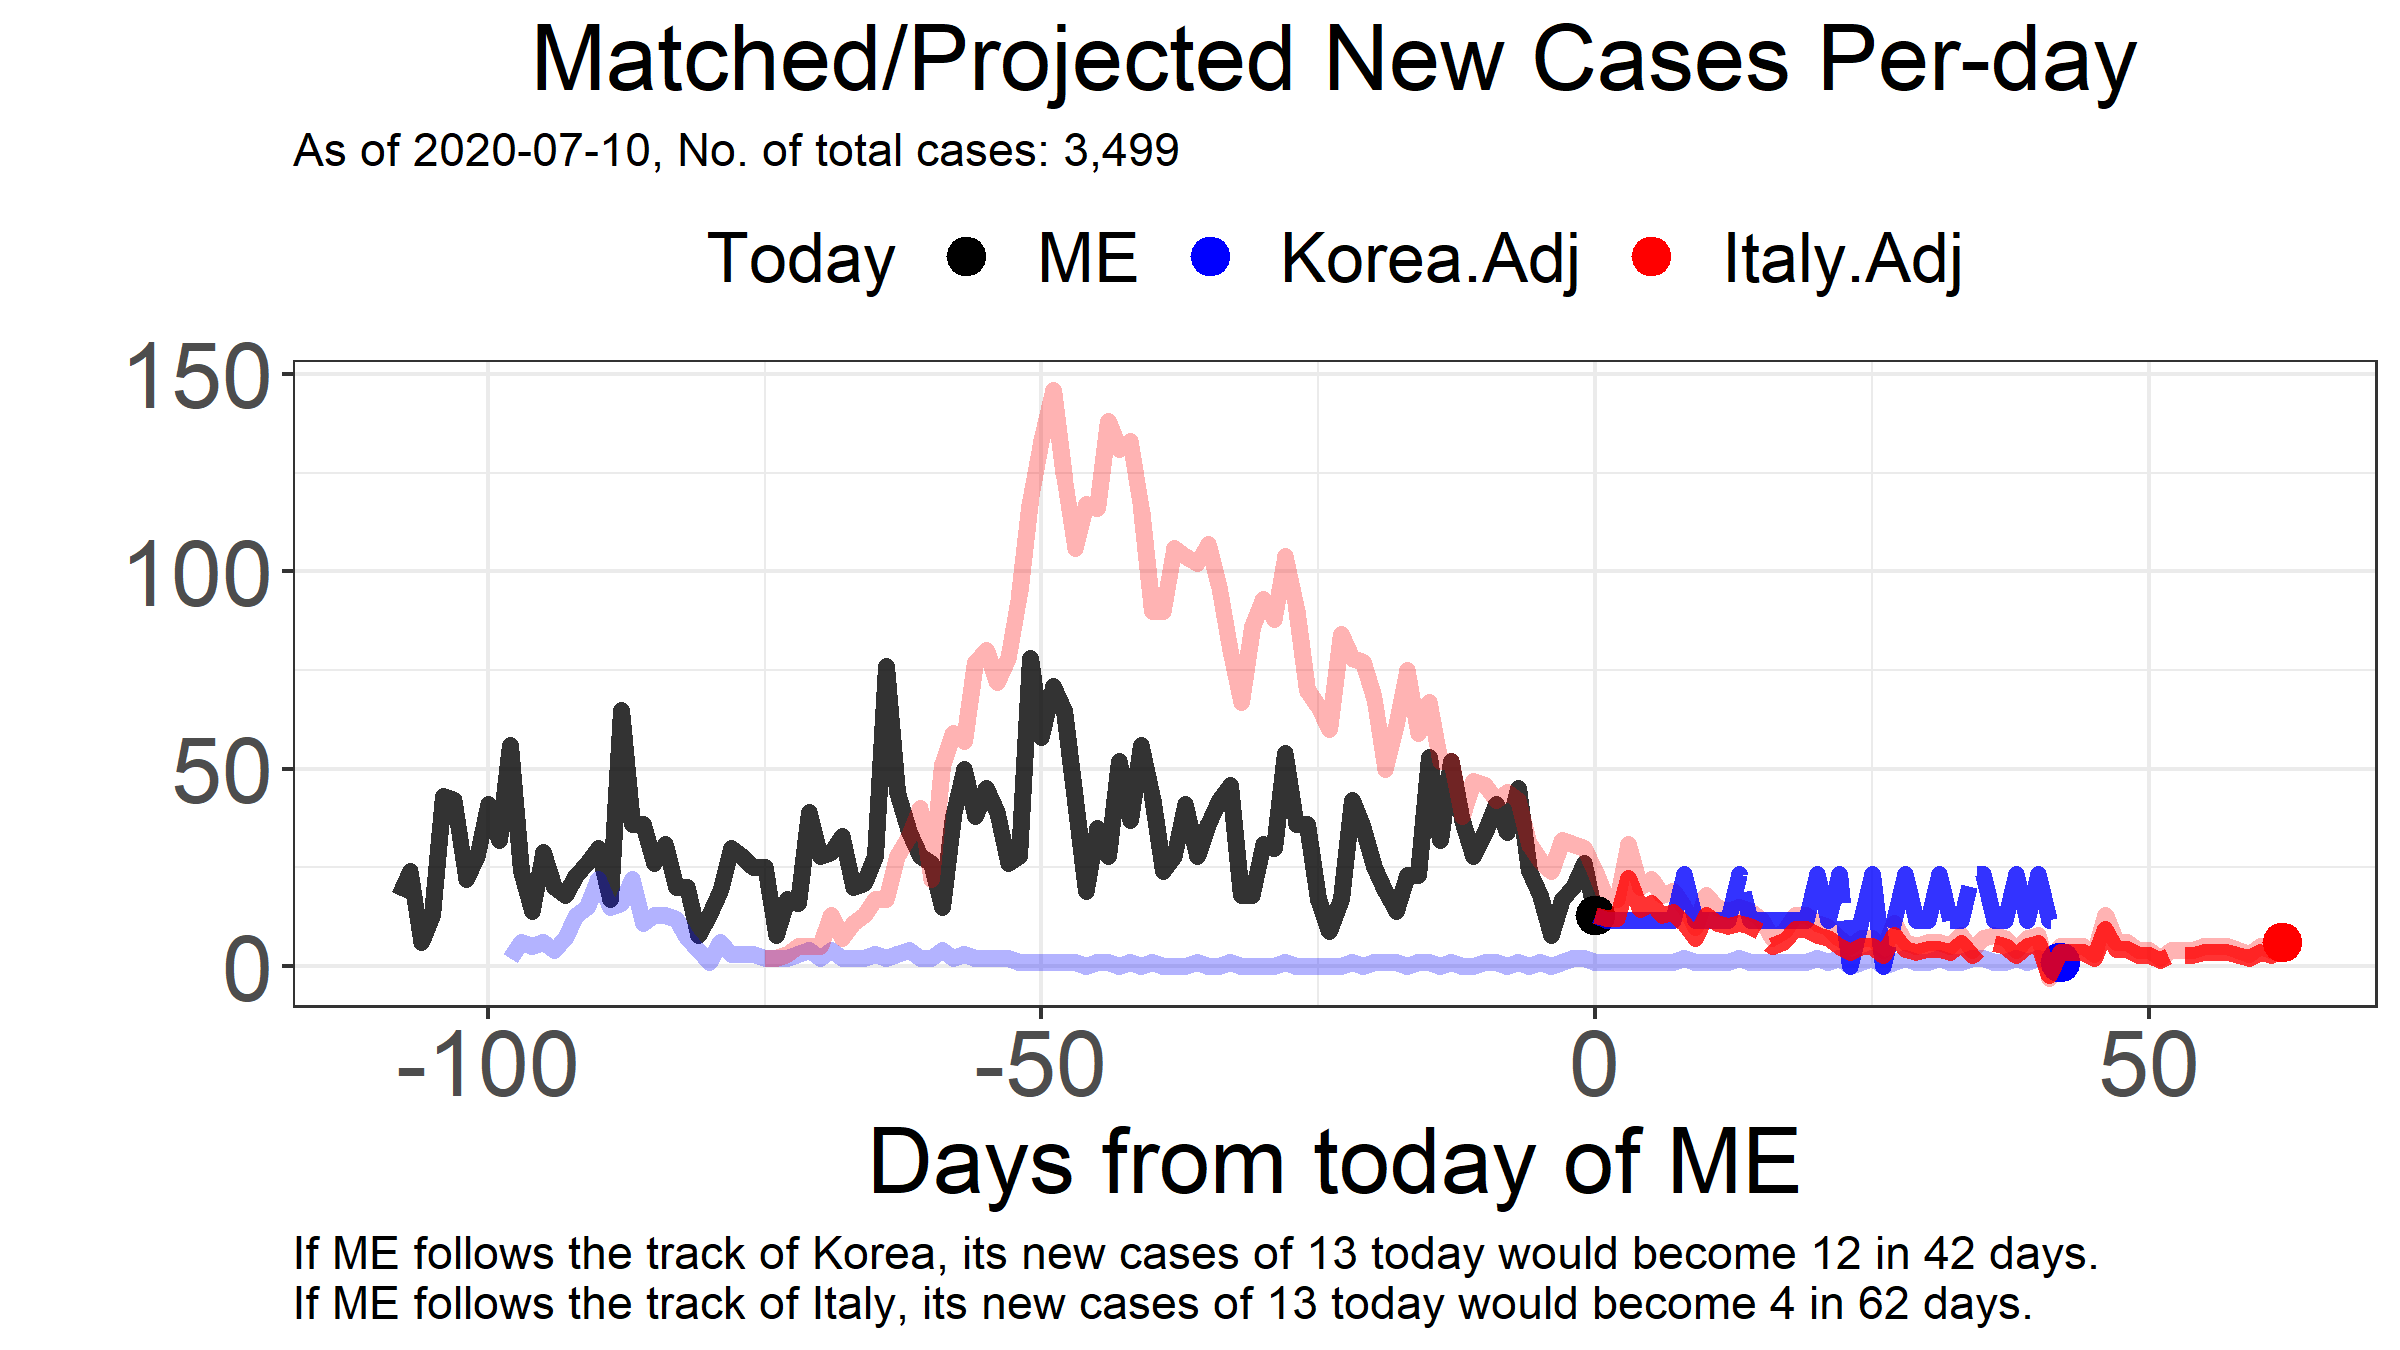 Matched/Projected New Cases Per-day
As of 2020-07-10, No. of total cases: 3,499
Today ME Korea.Adj Italy.Adj
150
100
50
0
-100 -50 0 50
Days from today of ME
If ME follows the track of Korea, its new cases of 13 today would become 12 in 42 days.
If ME follows the track of Italy, its new cases of 13 today would become 4 in 62 days.